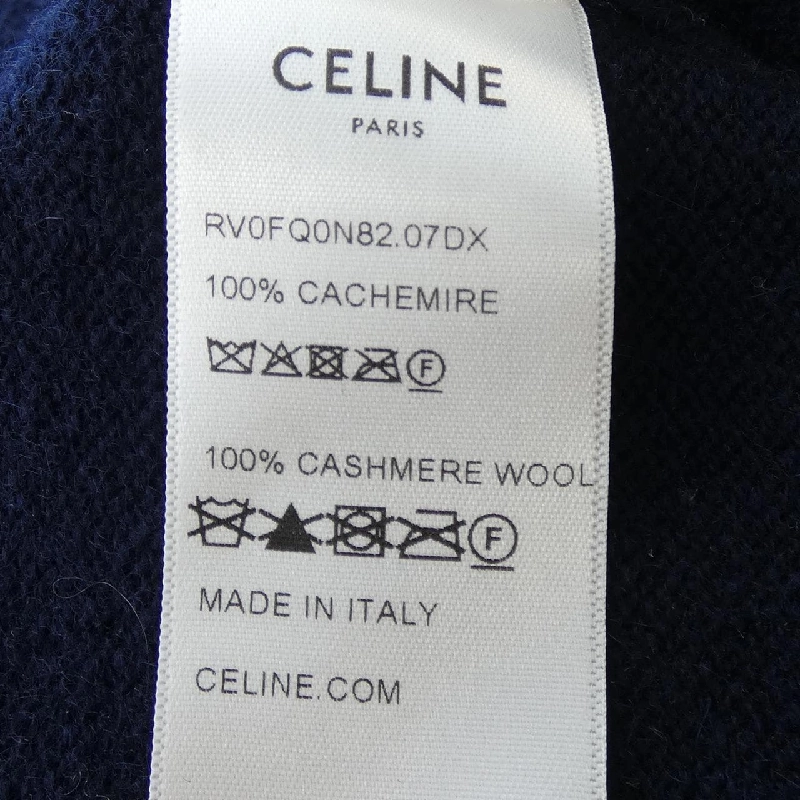 CELINE
PARIS
RV0FQ0N82.07DX
100% CACHEMIRE
F
100% CASHMERE WOOL
F
MADE IN ITALY
CELINE.COM